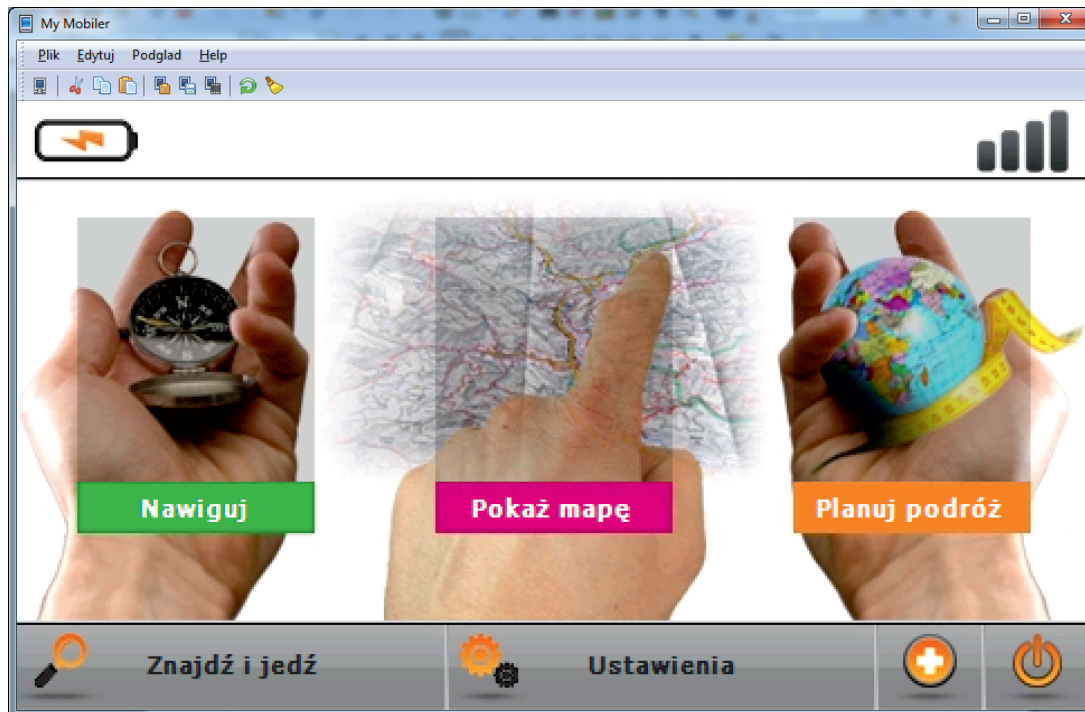 My Mobiler
Plik Edytuj Podglad Help
N
S
Nawiguj
Pokaż mapę
Planuj podróż
Znajdź i jedź
Ustawienia